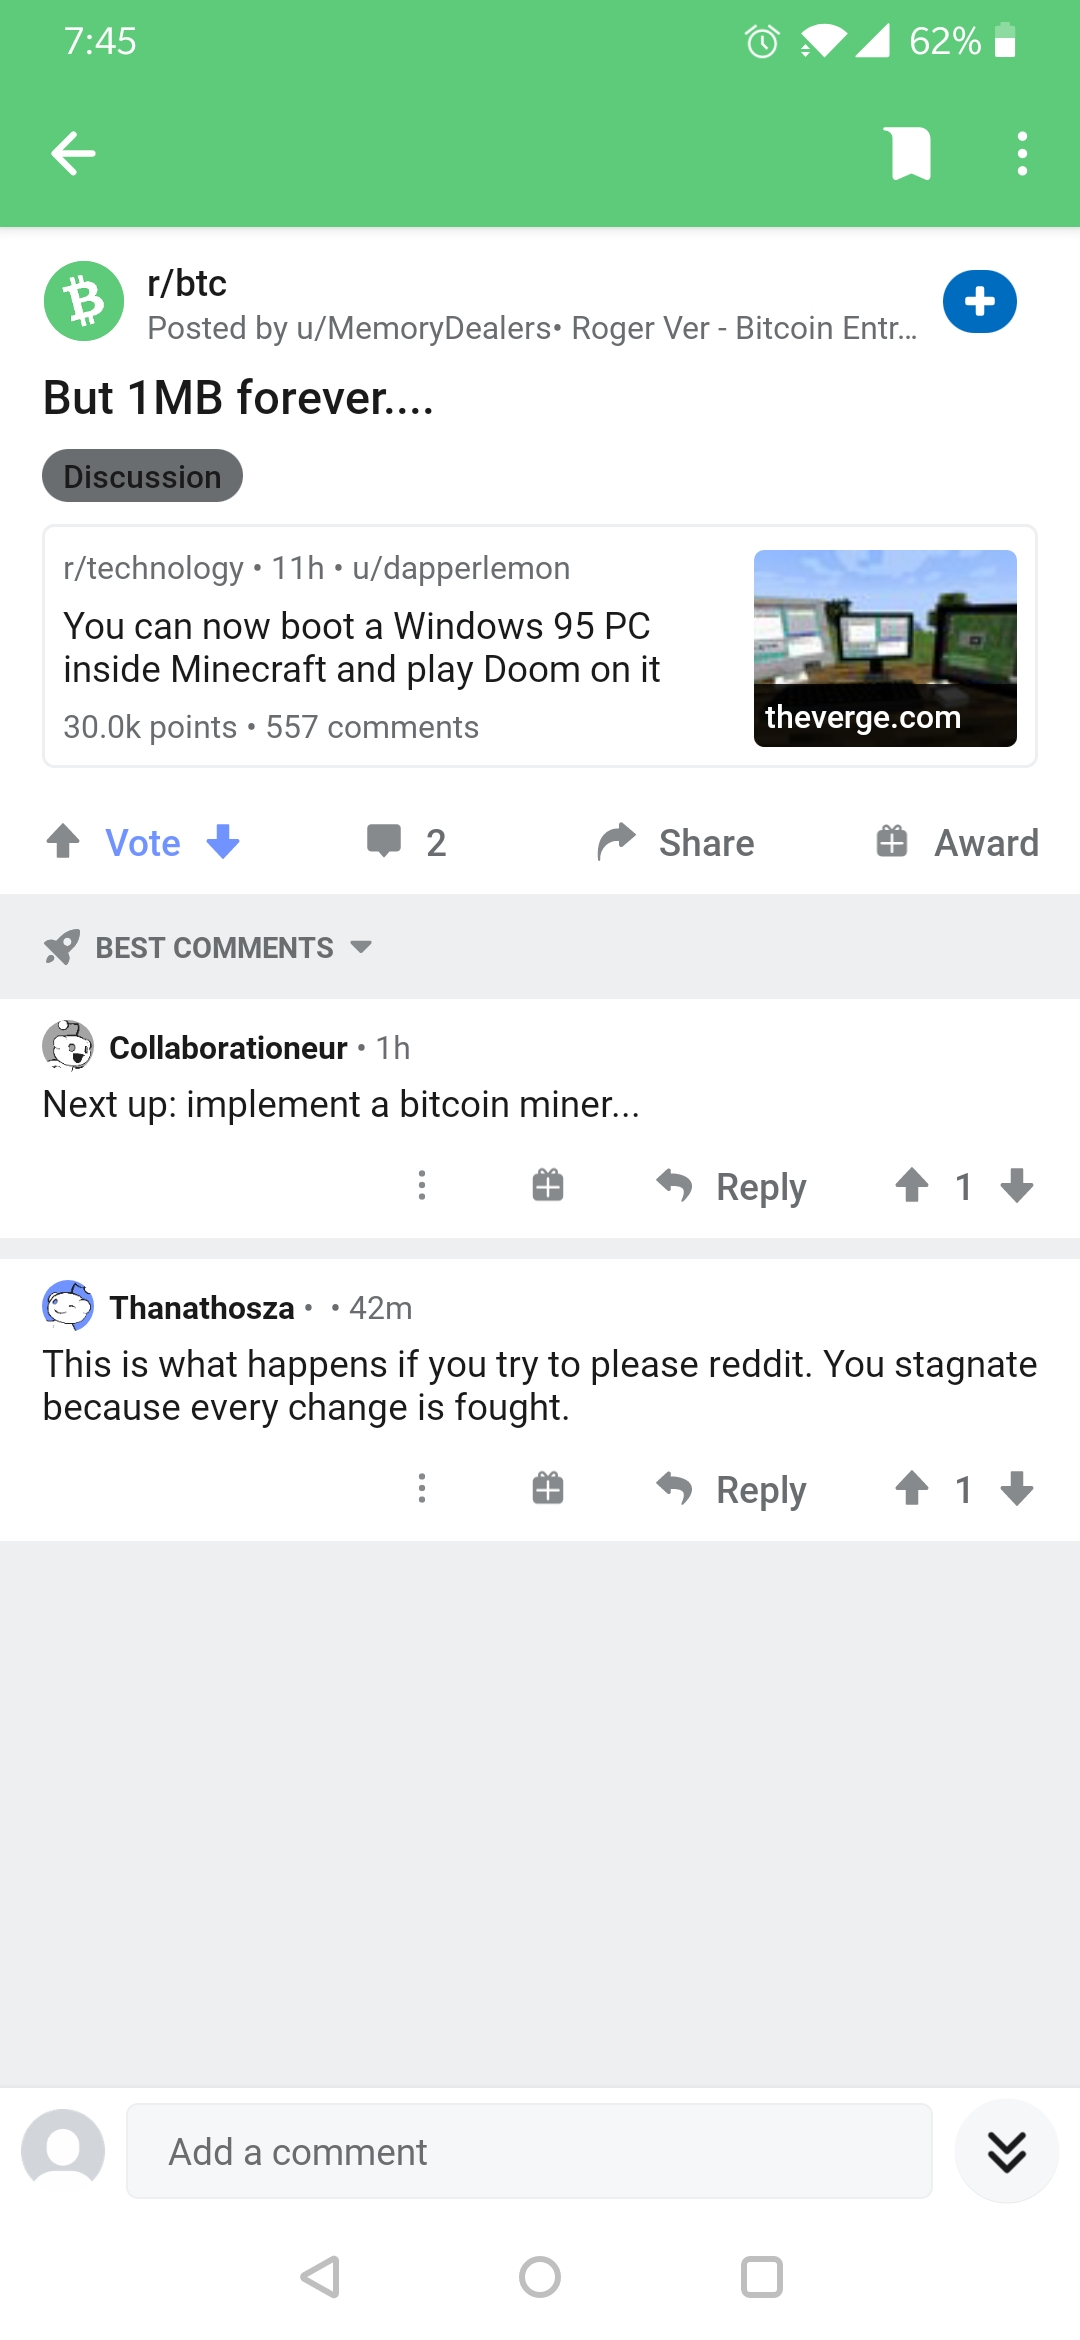 7:45
62%
r/btc
Posted by u/MemoryDealers• Roger Ver - Bitcoin Entr...
But 1MB forever....
Discussion
r/technology • 11h • u/dapperlemon
You can now boot a Windows 95 PC
inside Minecraft and play Doom on it
30.0k points • 557 comments
theverge.com
Vote
2
Share
Award
BEST COMMENTS
Collaborationeur • 1h
Next up: implement a bitcoin miner...
Reply
1
Thanathosza • • 42m
This is what happens if you try to please reddit. You stagnate
because every change is fought.
Reply
1
Add a comment